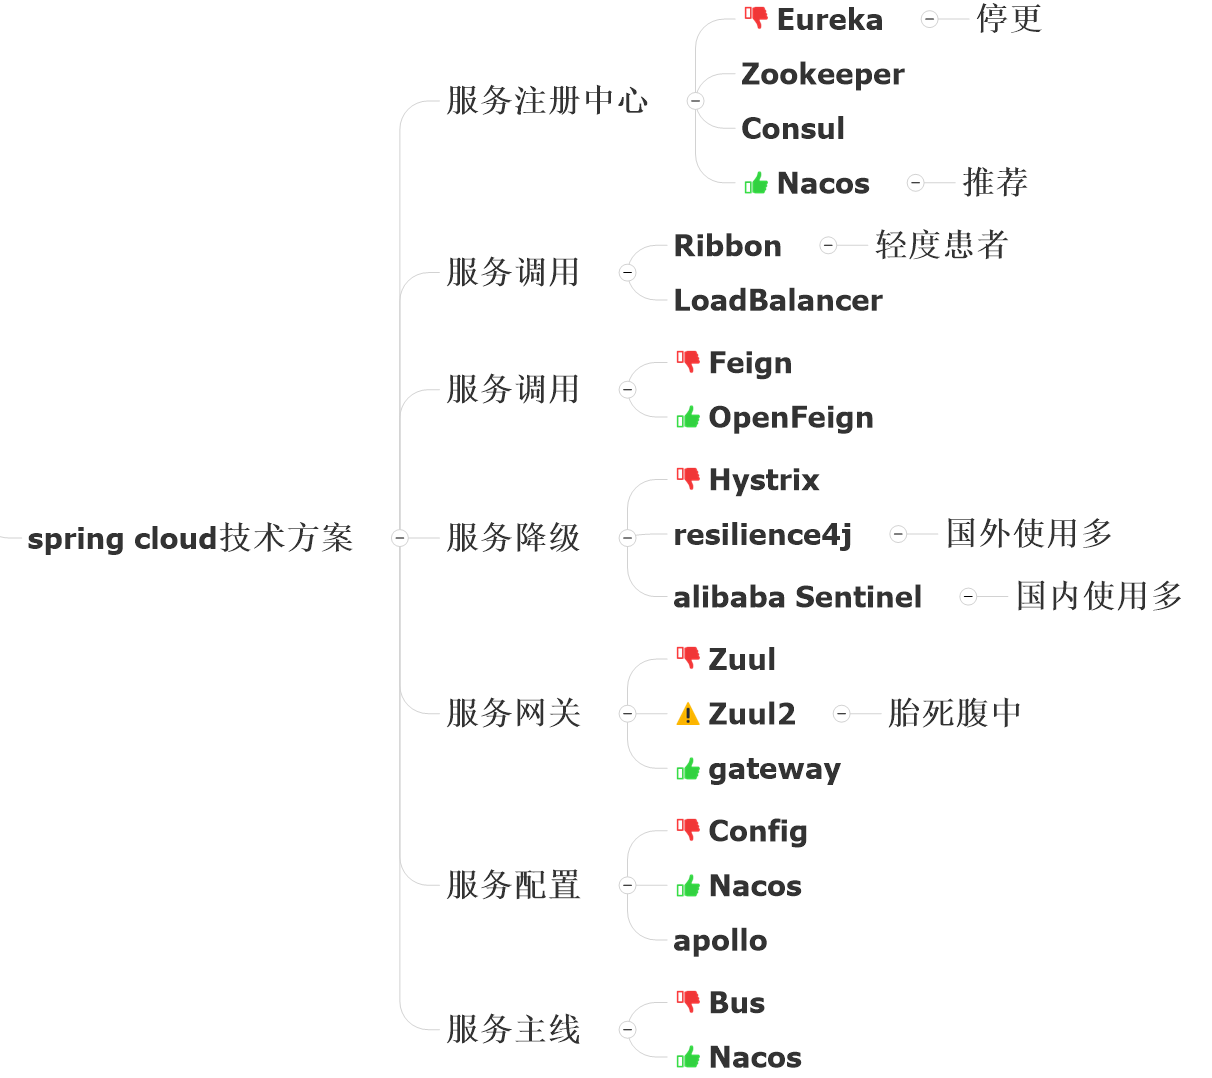 spring cloud技术方案
服务注册中心
Eureka
停更
Zookeeper
Consul
Nacos
推荐
服务调用
Ribbon
轻度患者
LoadBalancer
服务调用
Feign
OpenFeign
服务降级
Hystrix
resilience4j
国外使用多
alibaba Sentinel
国内使用多
服务网关
Zuul
Zuul2
胎死腹中
gateway
服务配置
Config
Nacos
apollo
服务主线
Bus
Nacos